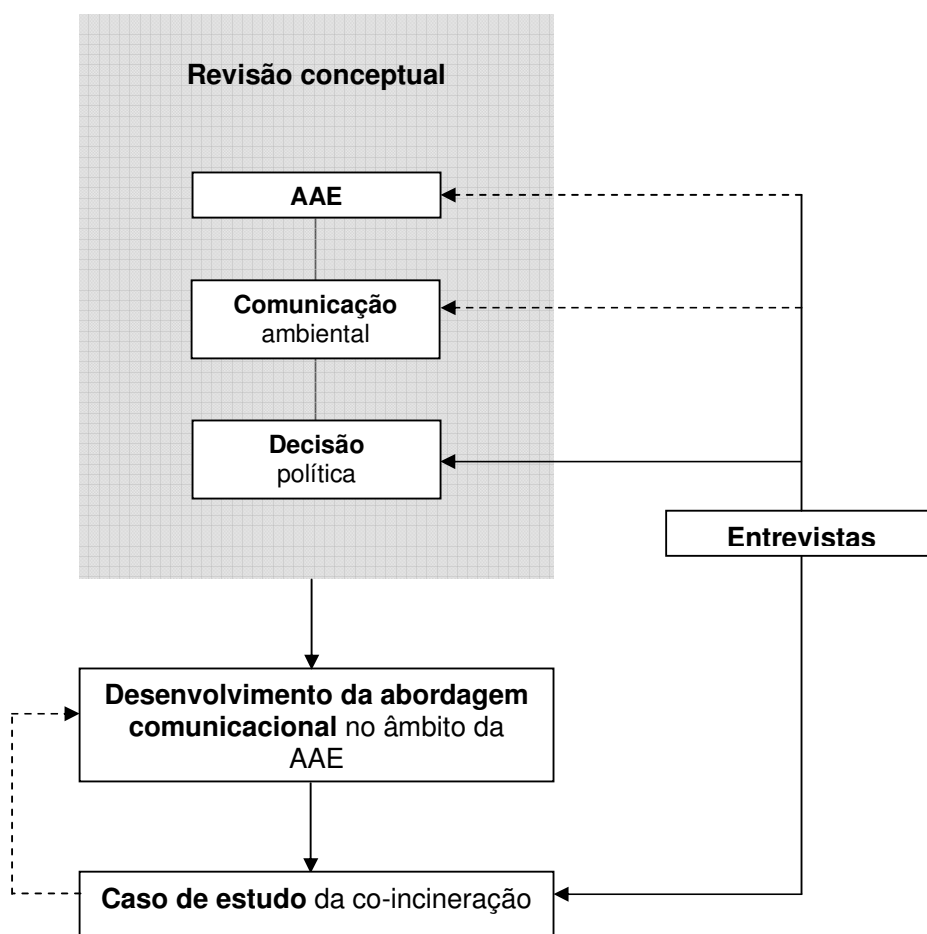 Revisão conceptual
AAE
Comunicação
ambiental
Decisão
política
Entrevistas
Desenvolvimento da abordagem
comunicacional no âmbito da
AAE
Caso de estudo da co-incineração